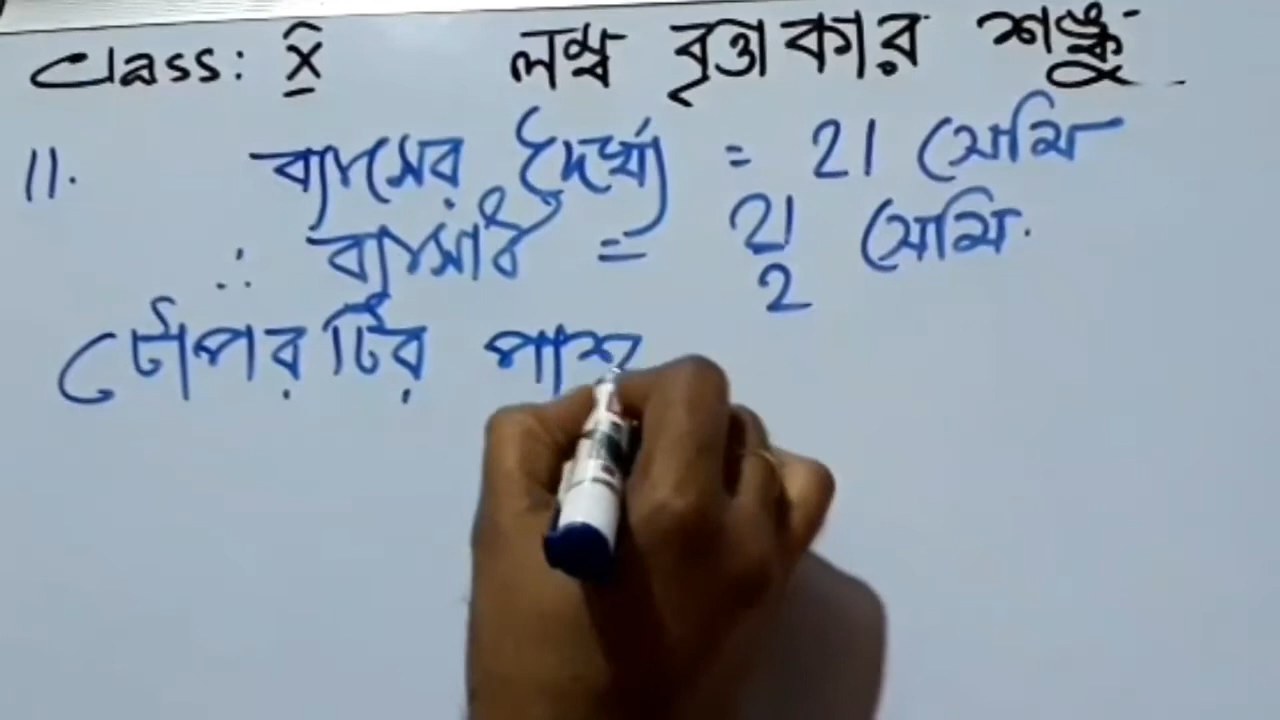 Class: X লম্ব বৃত্তাকার শঙ্কু
11. ব্যাসের দৈর্ঘ্য = 21 সেমি
∴ ব্যাসার্ধ = 21/2 সেমি.
টোপরটির পাশ